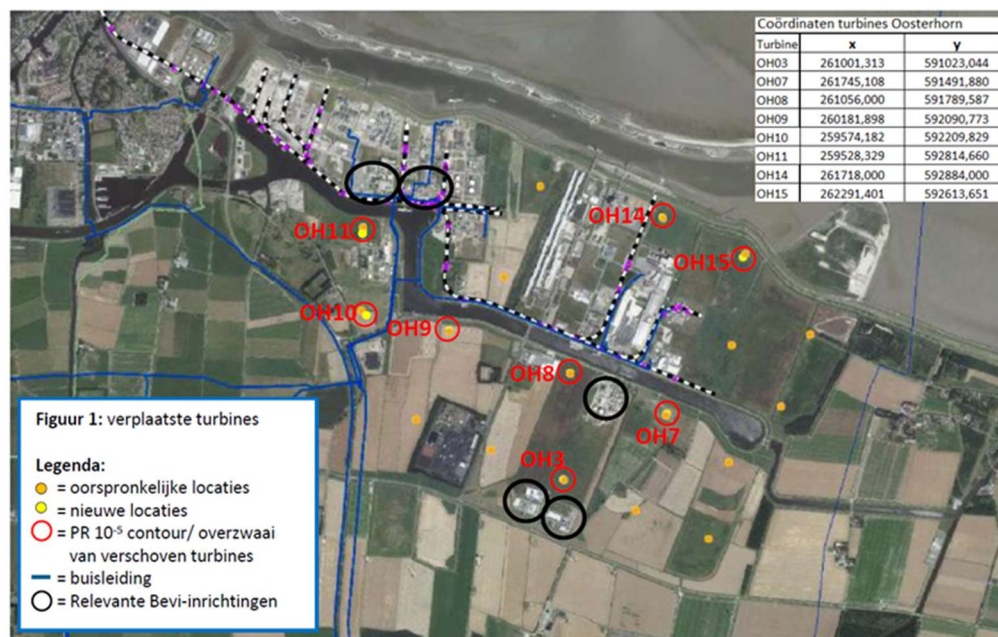 Coördinaten turbines Oosterhorn
Turbine x y
OH03 261001,313 591023,044
OH07 261745,108 591491,880
OH08 261056,000 591789,587
OH09 260181,898 592090,773
OH10 259574,182 592209,829
OH11 259528,329 592814,660
OH14 261718,000 592884,000
OH15 262291,401 592613,651
OH14
OH11
OH15
OH10
OH9
OH8
OH7
OH3
Figuur 1: verplaatste turbines
Legenda:
= oorspronkelijke locaties
= nieuwe locaties
= PR 10⁻⁵ contour/ overzwaai
van verschoven turbines
= buisleiding
= Relevante Bevi-inrichtingen